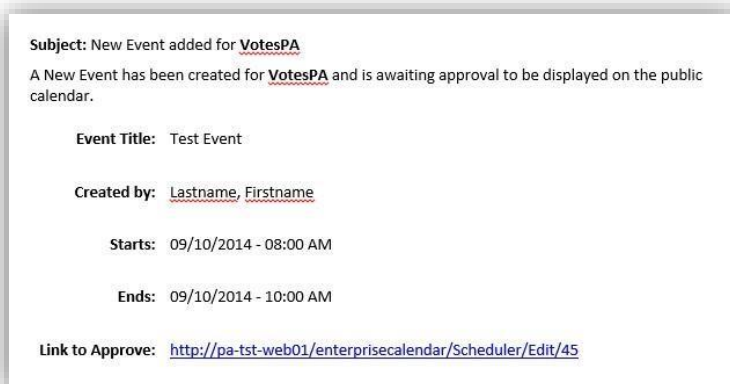 Subject: New Event added for VotesPA
A New Event has been created for VotesPA and is awaiting approval to be displayed on the public
calendar.
Event Title: Test Event
Created by: Lastname, Firstname
Starts: 09/10/2014 - 08:00 AM
Ends: 09/10/2014 - 10:00 AM
Link to Approve: http://pa-tst-web01/enterprisecalendar/Scheduler/Edit/45